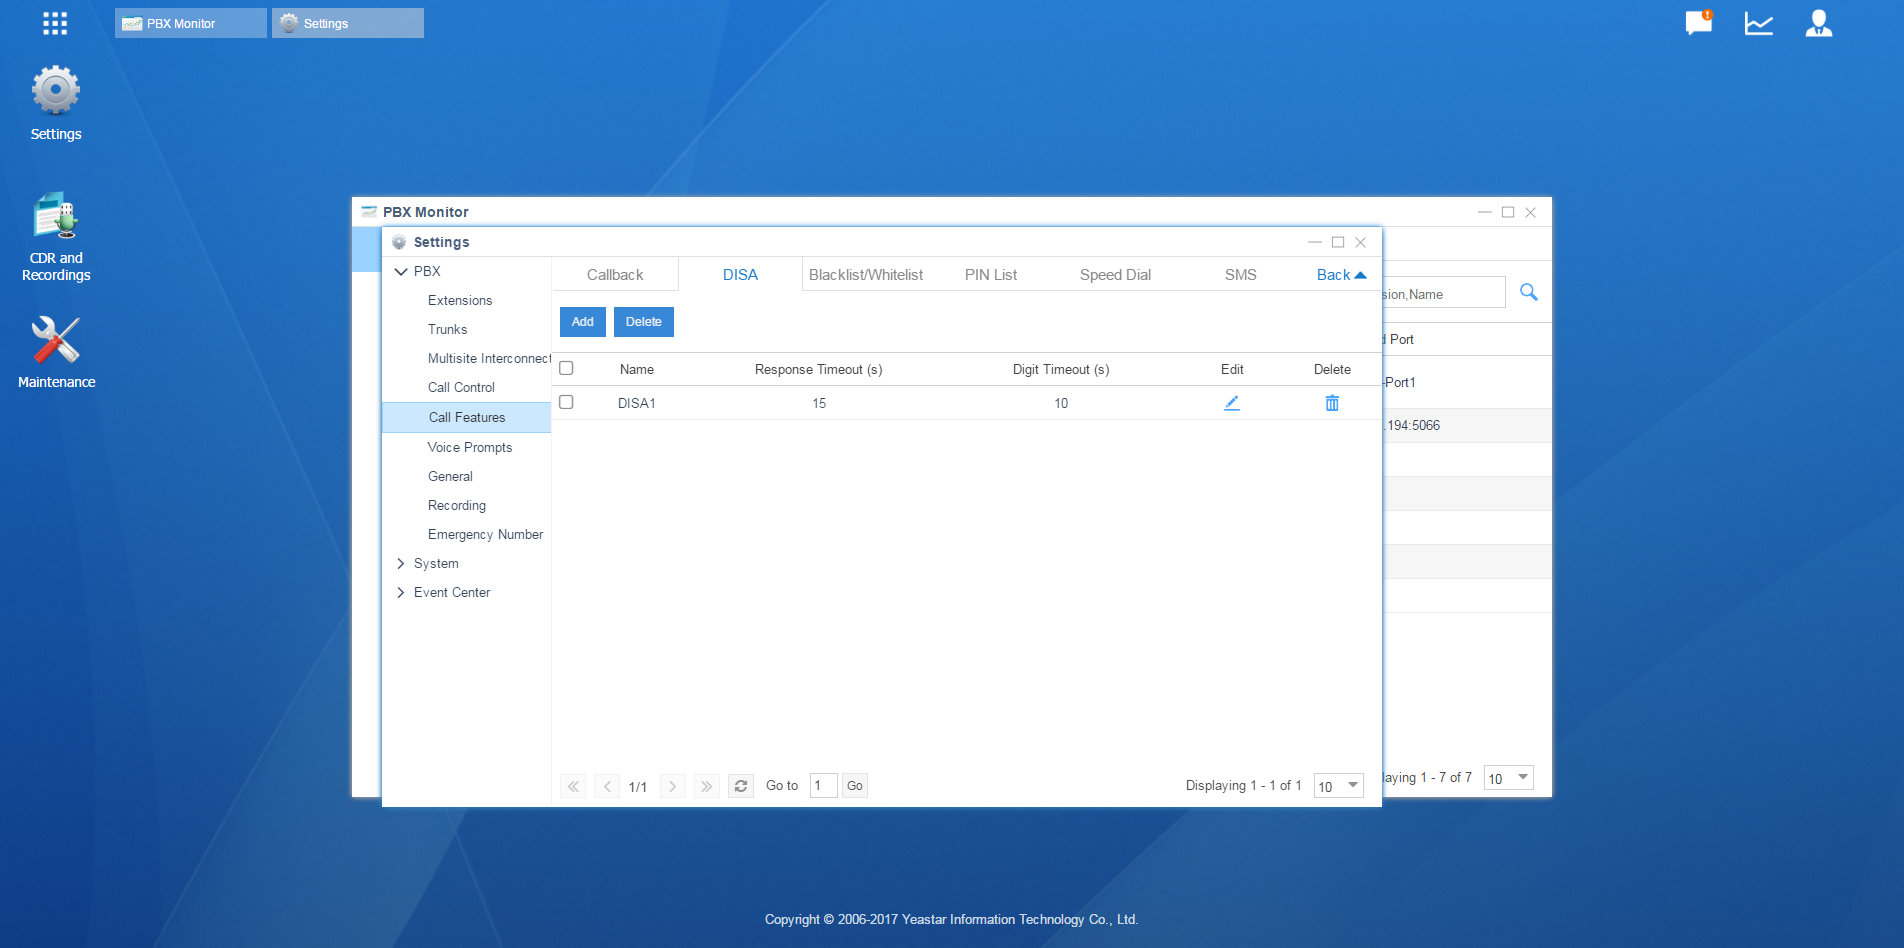 PBX Monitor
Settings
Settings
CDR and
Recordings
Maintenance
PBX Monitor
Settings
PBX
Extensions
Trunks
Multisite Interconnect
Call Control
Call Features
Voice Prompts
General
Recording
Emergency Number
System
Event Center
Callback DISA Blacklist/Whitelist PIN List Speed Dial SMS Back
Add Delete
Name Response Timeout (s) Digit Timeout (s) Edit Delete
DISA1 15 10
1/1 Go to 1 Go Displaying 1 - 1 of 1 10
sion,Name
d Port
-Port1
.194:5066
laying 1 - 7 of 7 10
Copyright © 2006-2017 Yeastar Information Technology Co., Ltd.